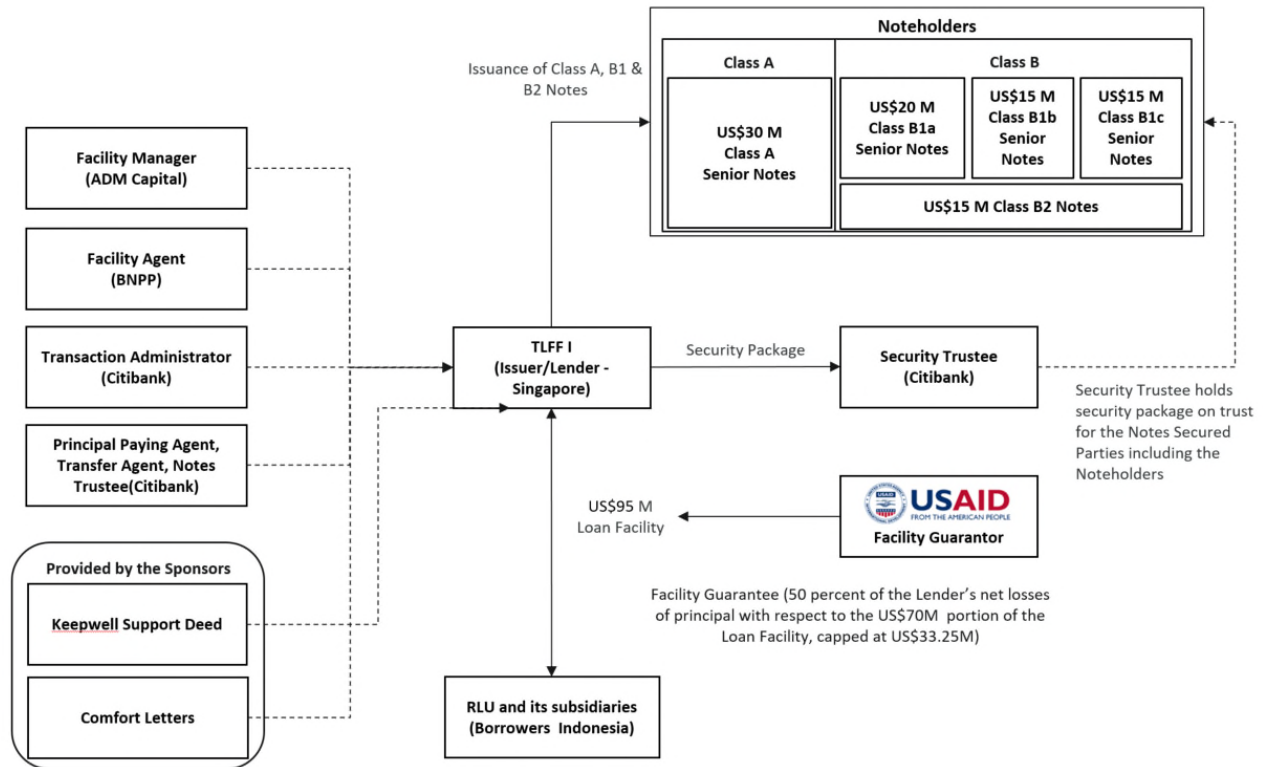 Noteholders
Class A
Class B
Issuance of Class A, B1 &
B2 Notes
US$30 M
Class A
Senior Notes
US$20 M
Class B1a
Senior Notes
US$15 M
Class B1b
Senior
Notes
US$15 M
Class B1c
Senior
Notes
US$15 M Class B2 Notes
Facility Manager
(ADM Capital)
Facility Agent
(BNPP)
Transaction Administrator
(Citibank)
Principal Paying Agent,
Transfer Agent, Notes
Trustee(Citibank)
TLFF I
(Issuer/Lender -
Singapore)
Security Package
Security Trustee
(Citibank)
Security Trustee holds
security package on trust
for the Notes Secured
Parties including the
Noteholders
US$95 M
Loan Facility
USAID
FROM THE AMERICAN PEOPLE
Facility Guarantor
Facility Guarantee (50 percent of the Lender's net losses
of principal with respect to the US$70M portion of the
Loan Facility, capped at US$33.25M)
Provided by the Sponsors
Keepwell Support Deed
Comfort Letters
RLU and its subsidiaries
(Borrowers Indonesia)